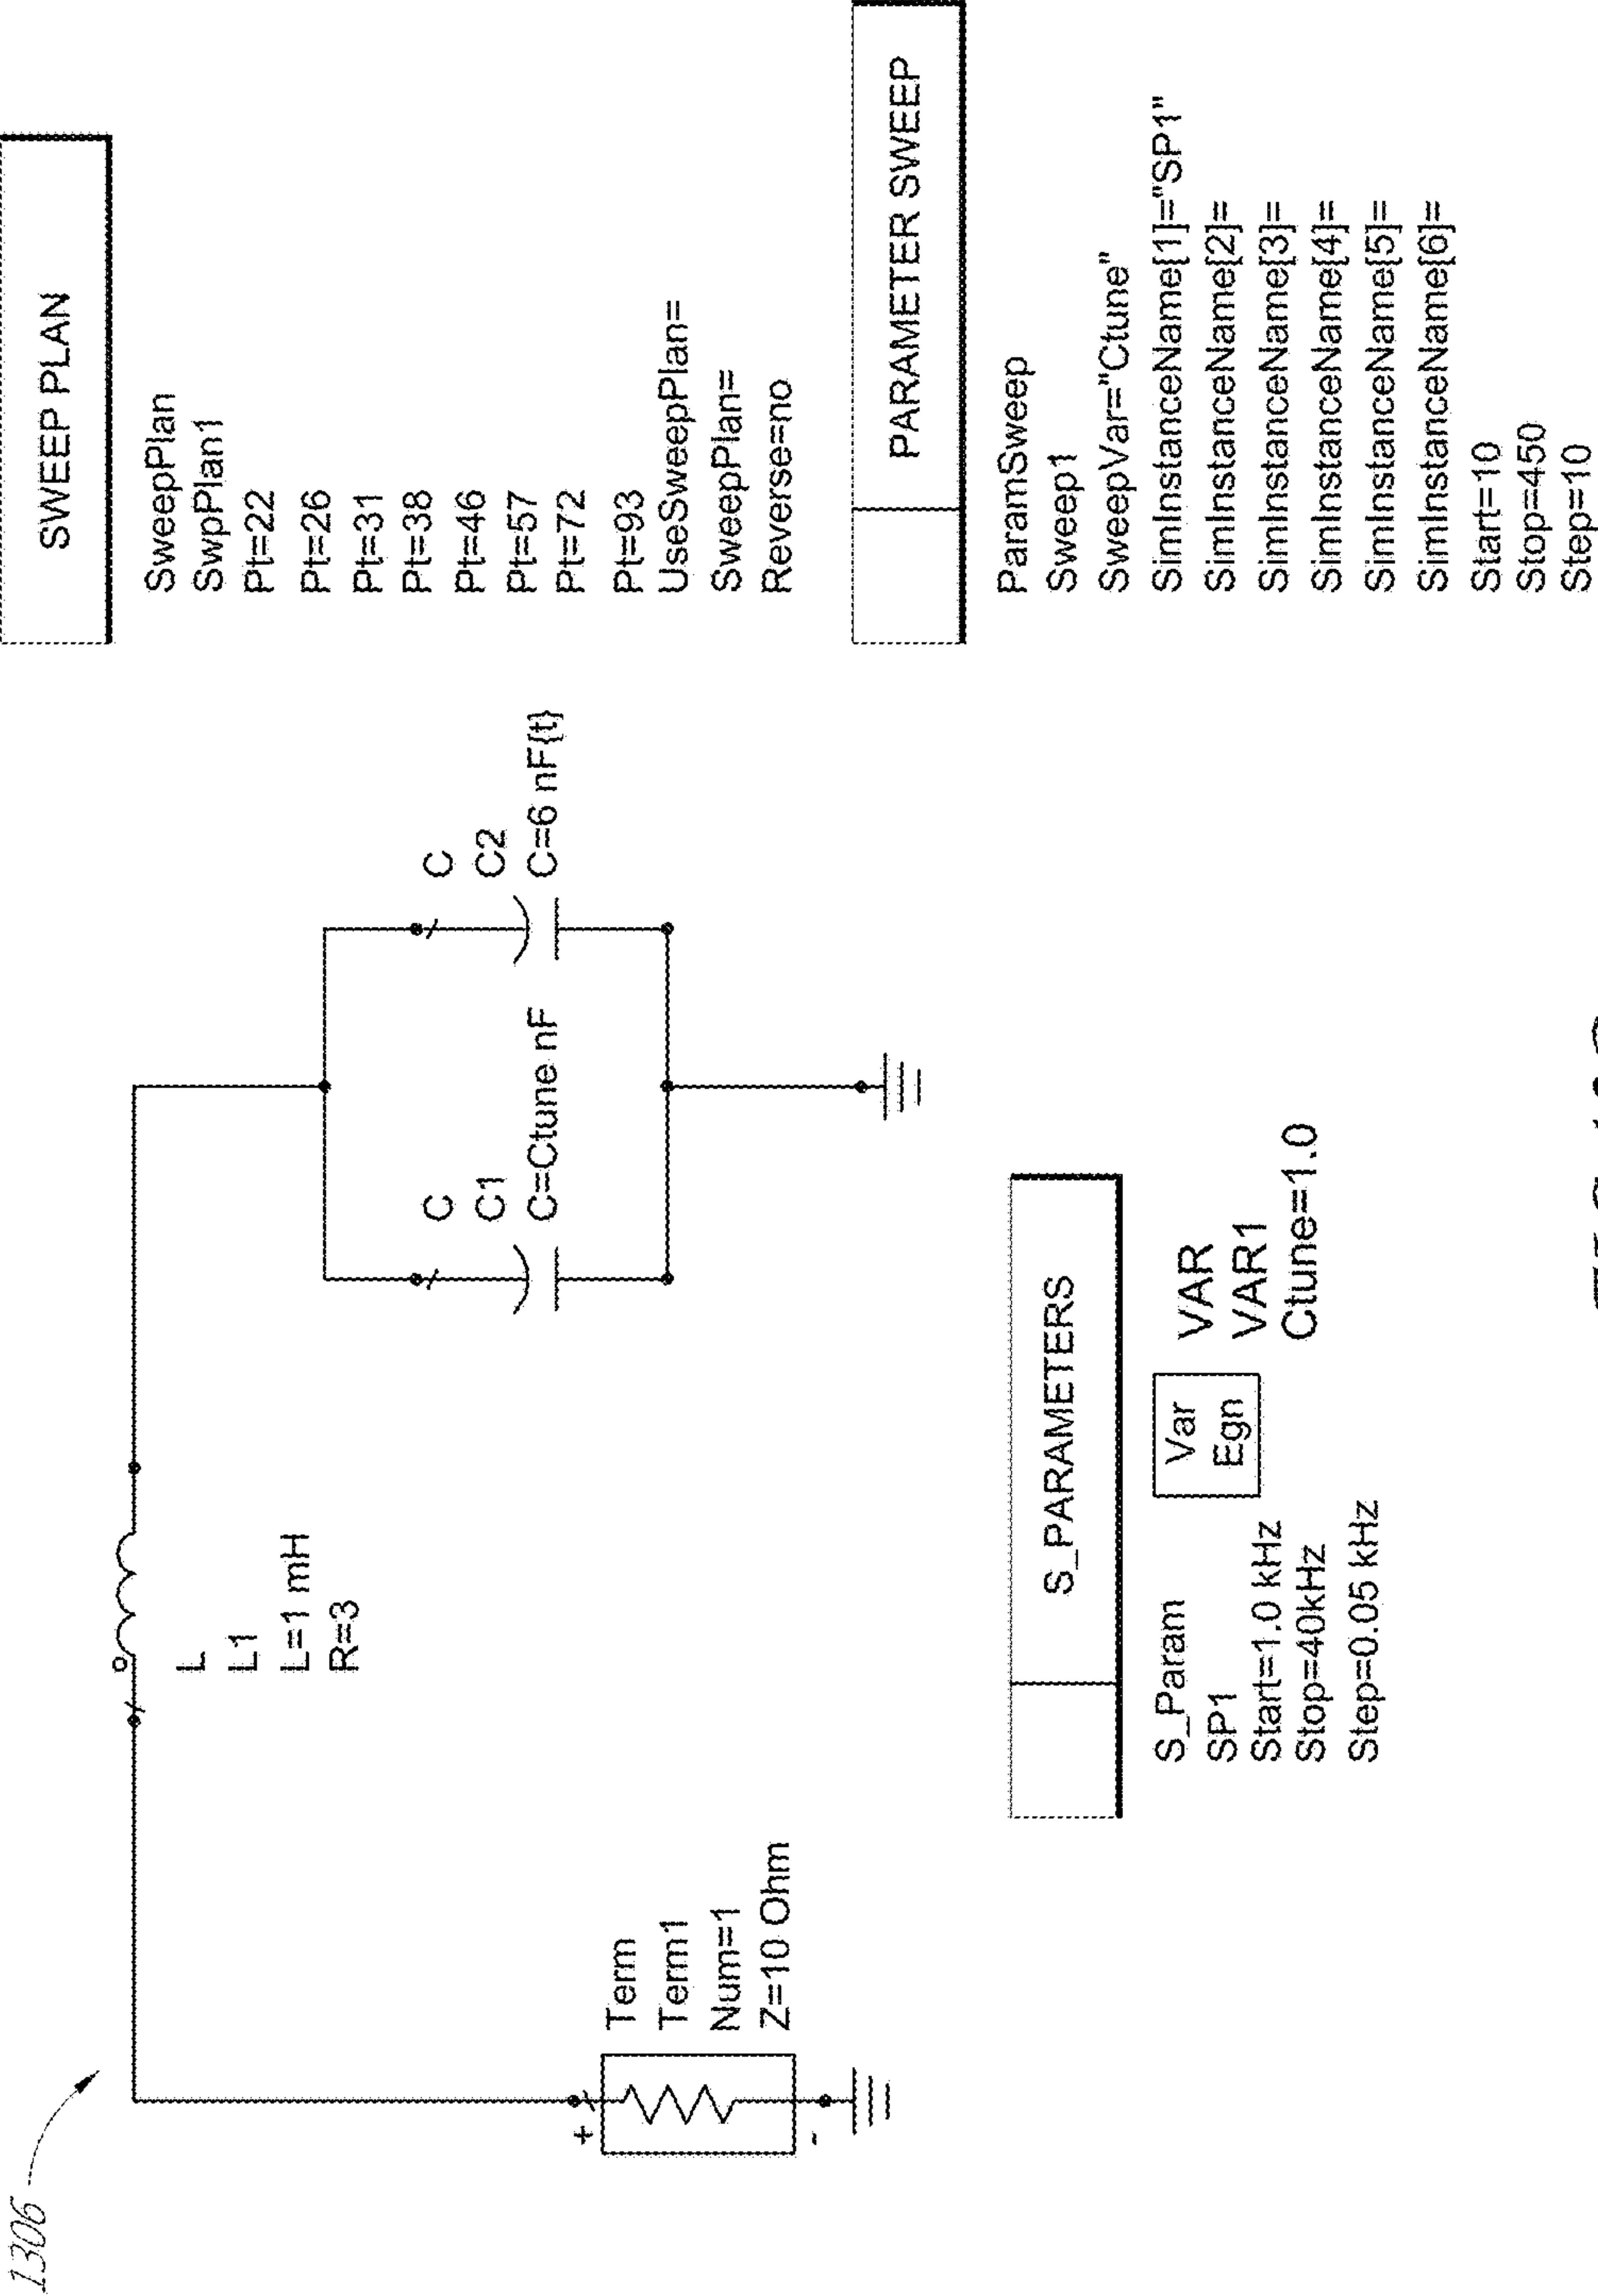 1306
L
L1
L=1 mH
R=3
Term
Term1
Num=1
Z=10 Ohm
+
-
C
C1
C=Ctune nF
C
C2
C=6 nF{t}
SWEEP PLAN
SweepPlan
SwpPlan1
Pt=22
Pt=26
Pt=31
Pt=38
Pt=46
Pt=57
Pt=72
Pt=93
UseSweepPlan=
SweepPlan=
Reverse=no
S_PARAMETERS
S_Param
SP1
Start=1.0 kHz
Stop=40kHz
Step=0.05 kHz
Var
Egn
VAR
VAR1
Ctune=1.0
PARAMETER SWEEP
ParamSweep
Sweep1
SweepVar="Ctune"
SimInstanceName[1]="SP1"
SimInstanceName[2]=
SimInstanceName[3]=
SimInstanceName[4]=
SimInstanceName[5]=
SimInstanceName[6]=
Start=10
Stop=450
Step=10